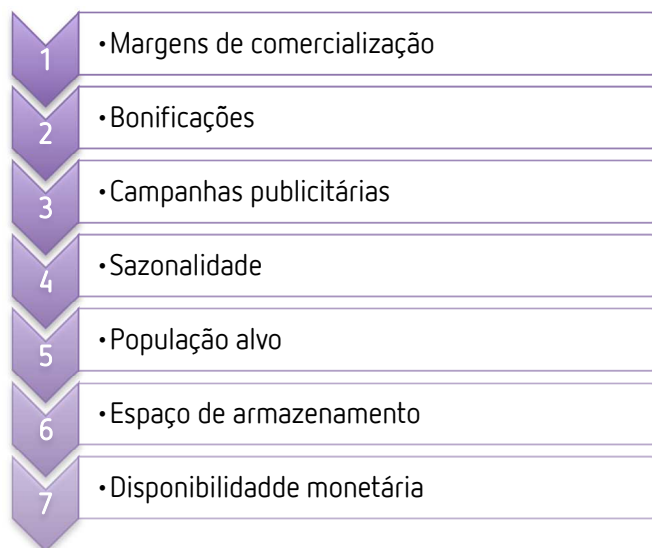 1 •Margens de comercialização
2 •Bonificações
3 •Campanhas publicitárias
4 •Sazonalidade
5 •População alvo
6 •Espaço de armazenamento
7 •Disponibilidadde monetária